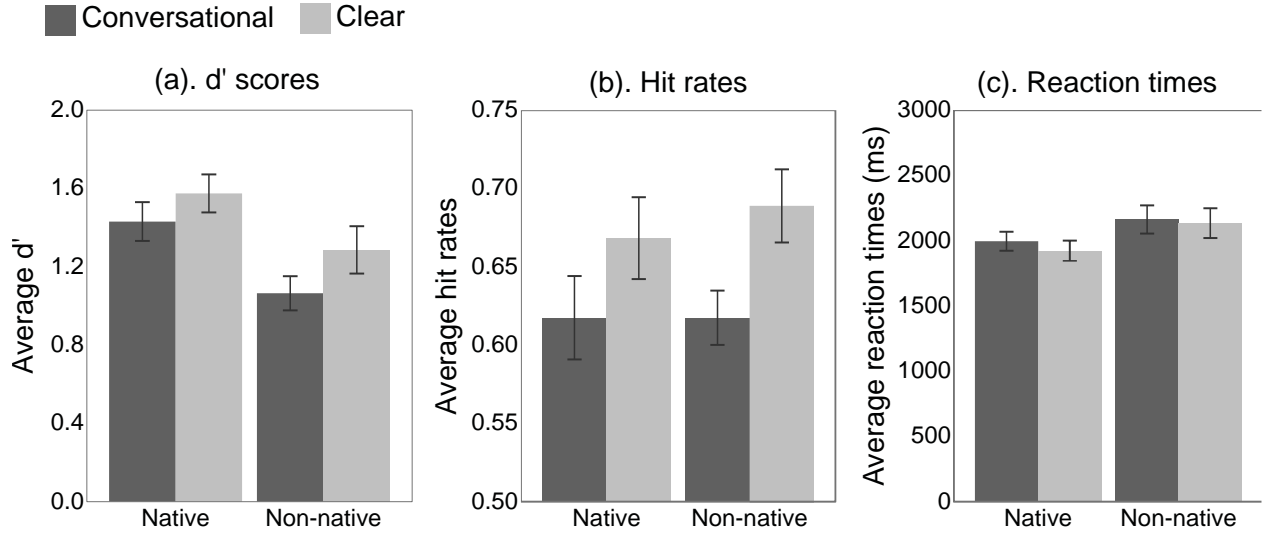 Conversational Clear
(a). d' scores
Average d'
2.0
1.6
1.2
0.8
0.4
0.0
Native Non-native
(b). Hit rates
Average hit rates
0.75
0.70
0.65
0.60
0.55
0.50
Native Non-native
(c). Reaction times
Average reaction times (ms)
3000
2500
2000
1500
1000
500
0
Native Non-native